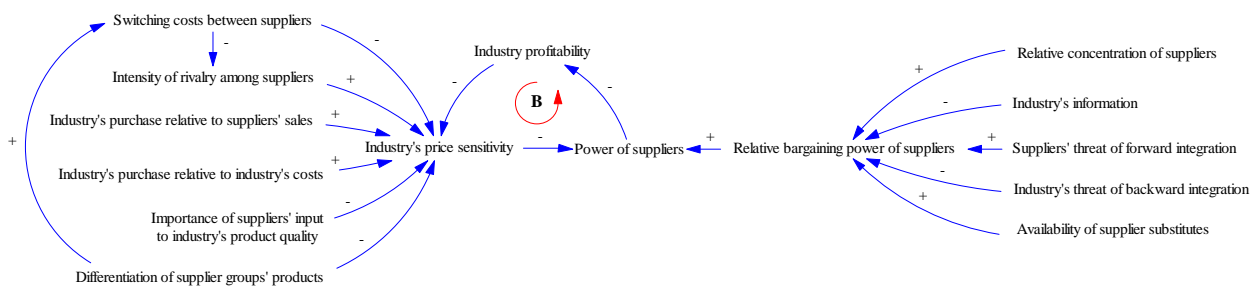 Switching costs between suppliers
-
-
Industry profitability
Relative concentration of suppliers
Intensity of rivalry among suppliers
+
-
B
-
+
Industry's purchase relative to suppliers' sales
+
-
Industry's information
+
Industry's price sensitivity
-
Power of suppliers
+
Relative bargaining power of suppliers
+
Suppliers' threat of forward integration
Industry's purchase relative to industry's costs
+
-
Industry's threat of backward integration
Importance of suppliers' input
to industry's product quality
-
+
Availability of supplier substitutes
-
Differentiation of supplier groups' products